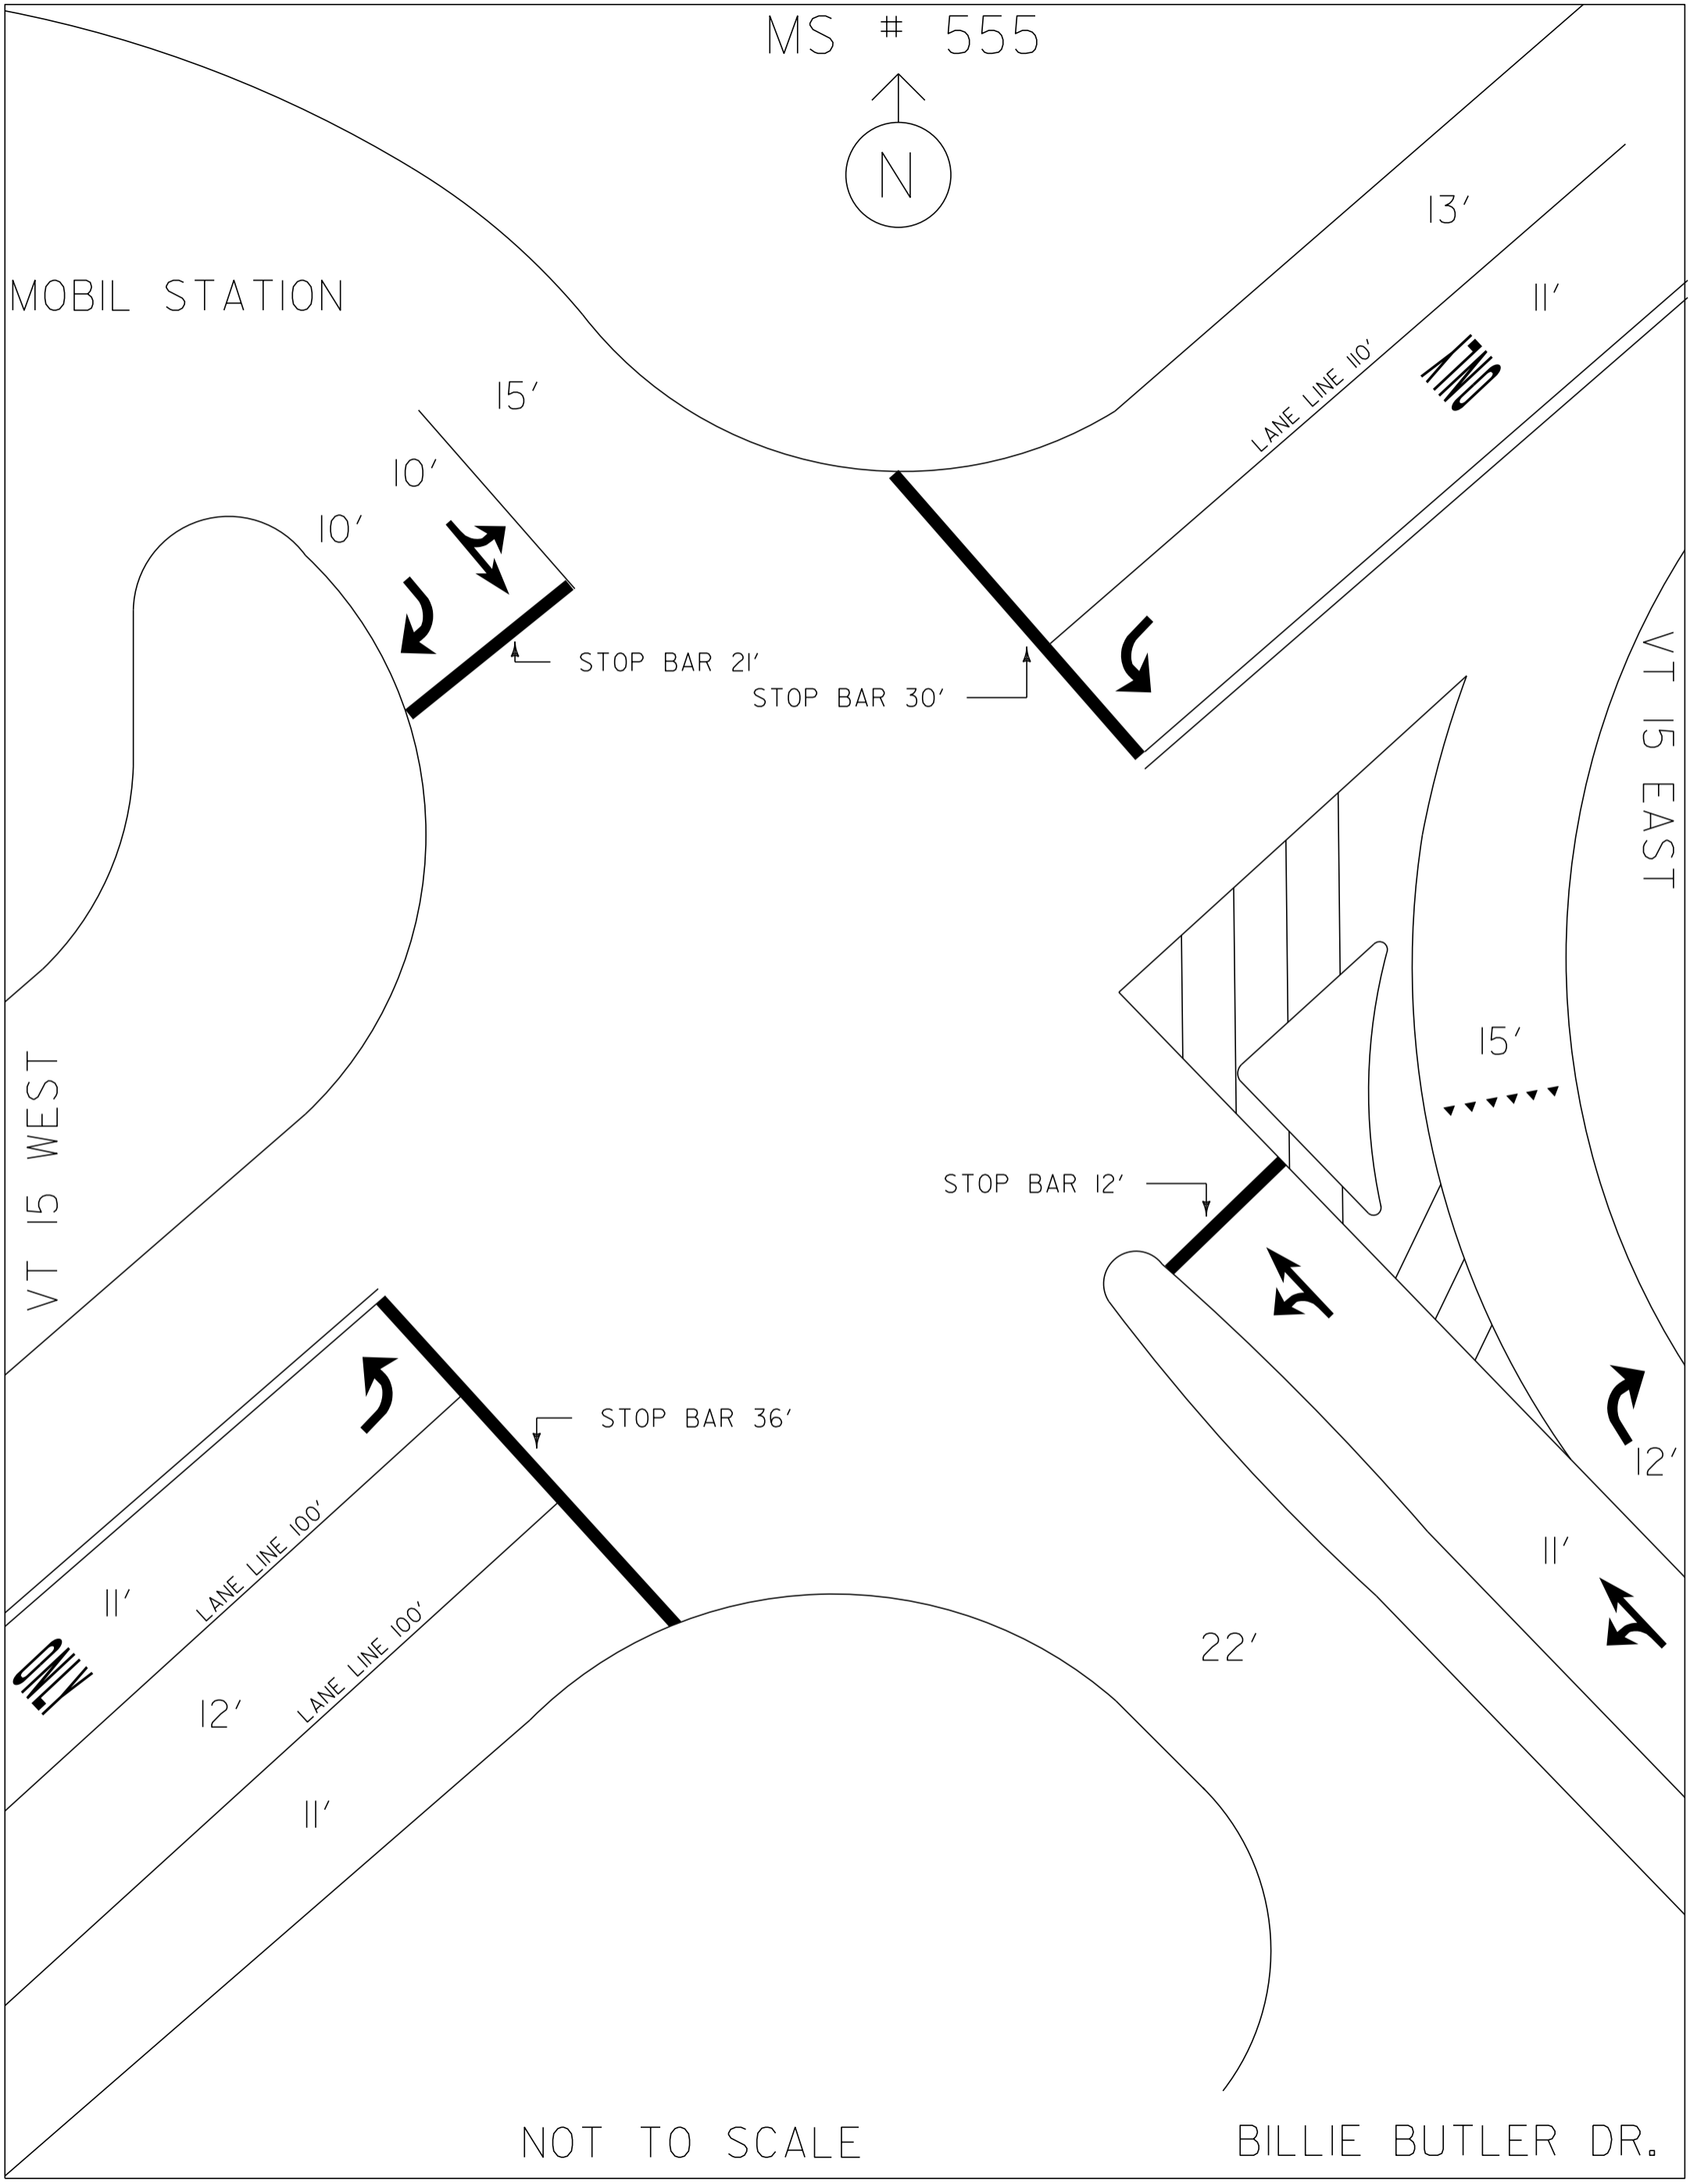 MS # 555
N
13'
MOBIL STATION
11'
ONLY
LANE LINE 110'
15'
10'
10'
STOP BAR 21'
STOP BAR 30'
VT 15 EAST
15'
VT 15 WEST
STOP BAR 12'
STOP BAR 36'
12'
LANE LINE 100'
11'
11'
LANE LINE 100'
ONLY
22'
12'
11'
NOT TO SCALE
BILLIE BUTLER DR.